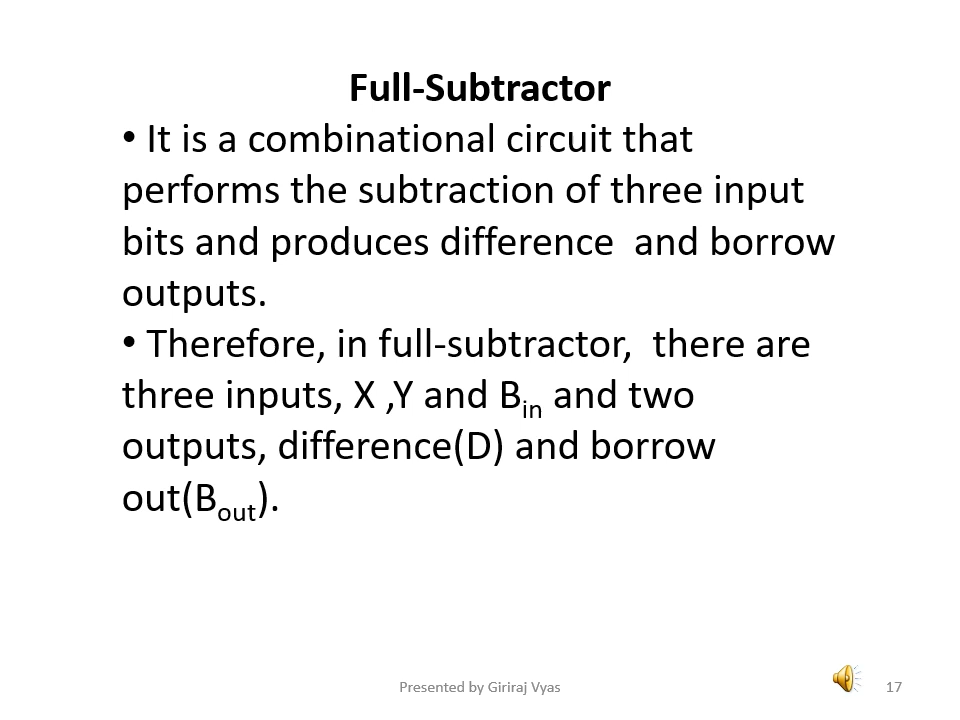 Full-Subtractor
• It is a combinational circuit that
performs the subtraction of three input
bits and produces difference  and borrow
outputs.
• Therefore, in full-subtractor,  there are
three inputs, X ,Y and Bin and two
outputs, difference(D) and borrow
out(Bout).
Presented by Giriraj Vyas
17